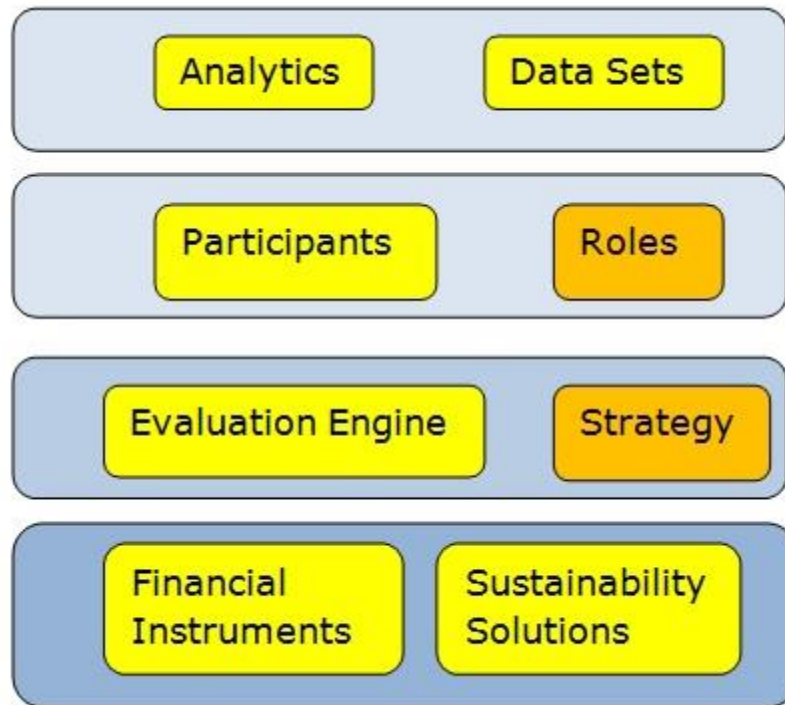 Analytics
Data Sets
Participants
Roles
Evaluation Engine
Strategy
Financial
Instruments
Sustainability
Solutions